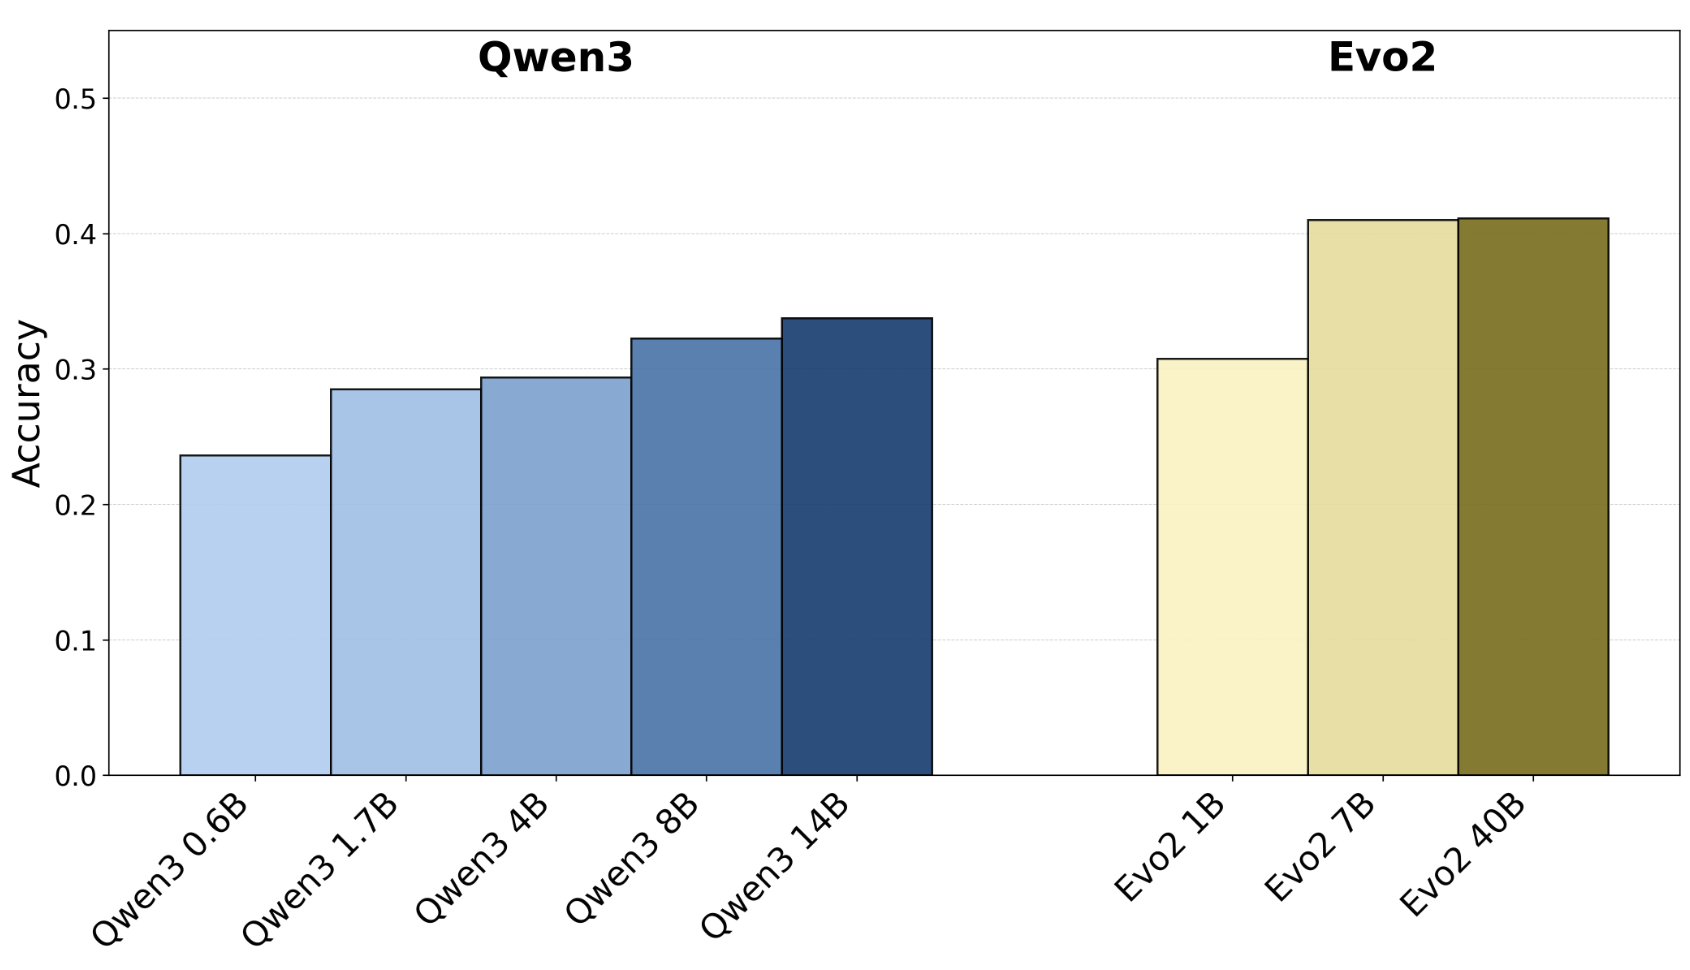 Qwen3
Evo2
Accuracy
0.5
0.4
0.3
0.2
0.1
0.0
Qwen3 0.6B
Qwen3 1.7B
Qwen3 4B
Qwen3 8B
Qwen3 14B
Evo2 1B
Evo2 7B
Evo2 40B